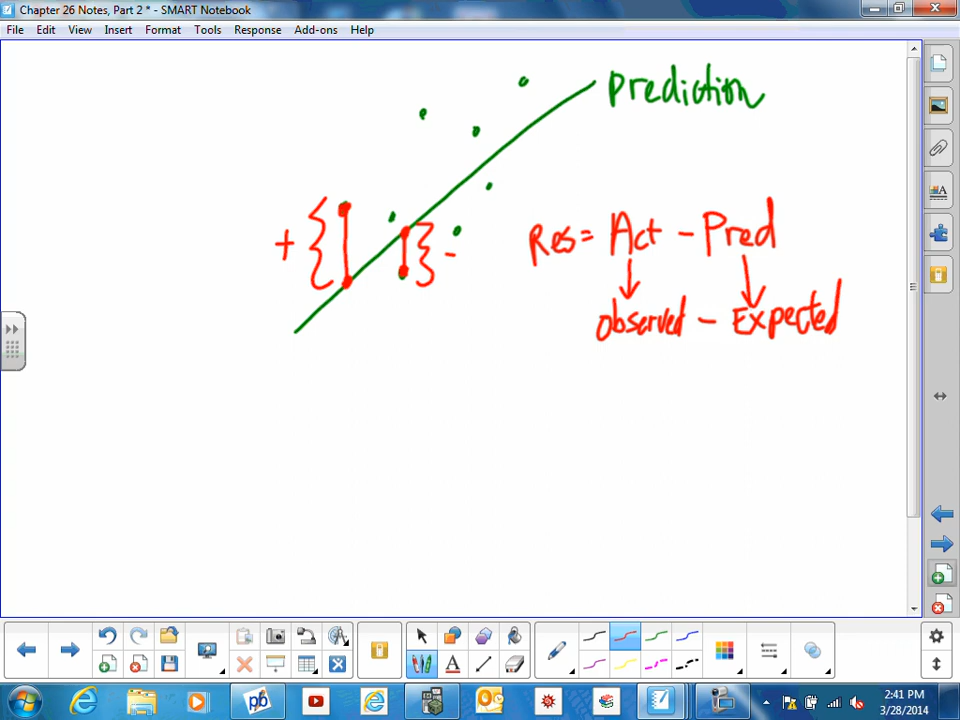 Chapter 26 Notes, Part 2 * - SMART Notebook
File Edit View Insert Format Tools Response Add-ons Help
prediction
+ - Res = Act - Pred
Observed - Expected
2:41 PM
3/28/2014